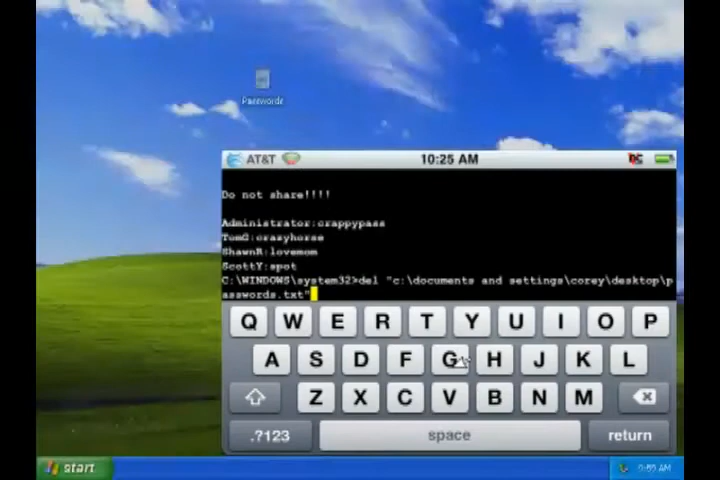 Passwords
AT&T 10:25 AM
Do not share!!!!
Administrator:crappypass
TomG:crazyhorse
ShawnR:lovemom
ScottY:spot
C:\WINDOWS\system32>del "c:\documents and settings\corey\desktop\p
asswords.txt"
Q W E R T Y U I O P
A S D F G H J K L
Z X C V B N M
.?123 space return
start